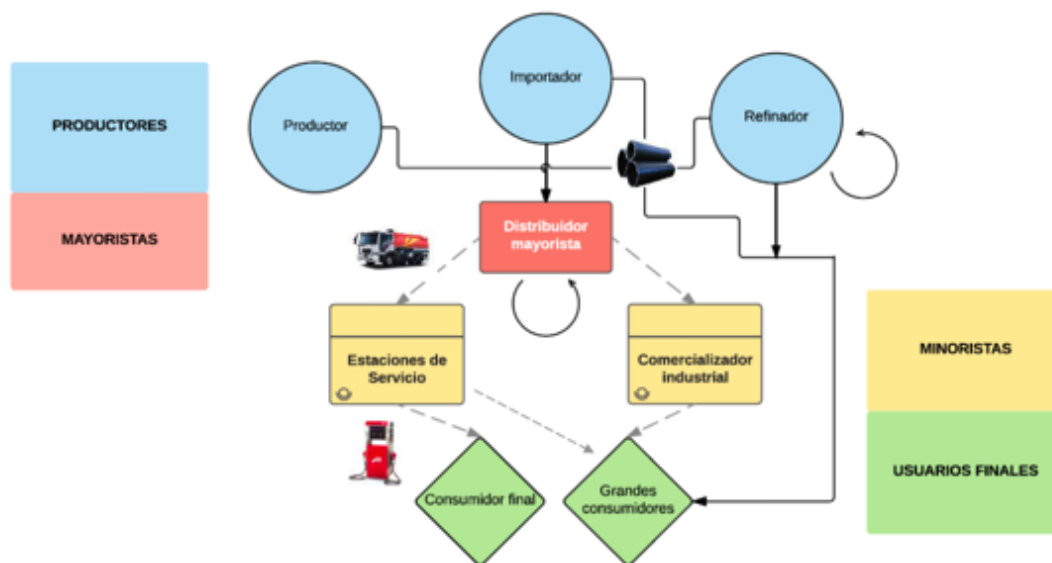 Importador
PRODUCTORES
Productor
Refinador
MAYORISTAS
Distribuidor
mayorista
Estaciones de
Servicio
Comercializador
industrial
MINORISTAS
Consumidor final
Grandes
consumidores
USUARIOS FINALES